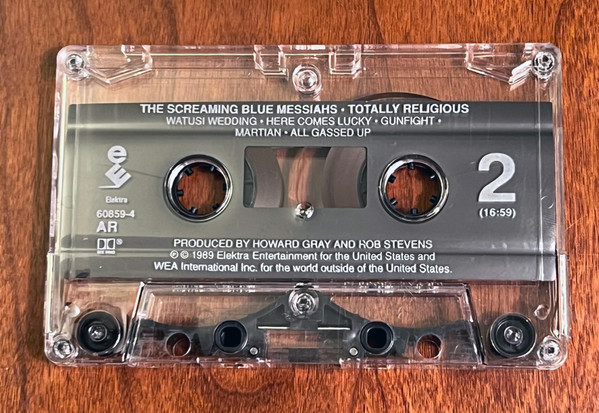 THE SCREAMING BLUE MESSIAHS • TOTALLY RELIGIOUS
WATUSI WEDDING • HERE COMES LUCKY • GUNFIGHT •
MARTIAN • ALL GASSED UP
Elektra
60859-4
AR
2
(16:59)
PRODUCED BY HOWARD GRAY AND ROB STEVENS
℗ © 1989 Elektra Entertainment for the United States and
WEA International Inc. for the world outside of the United States.